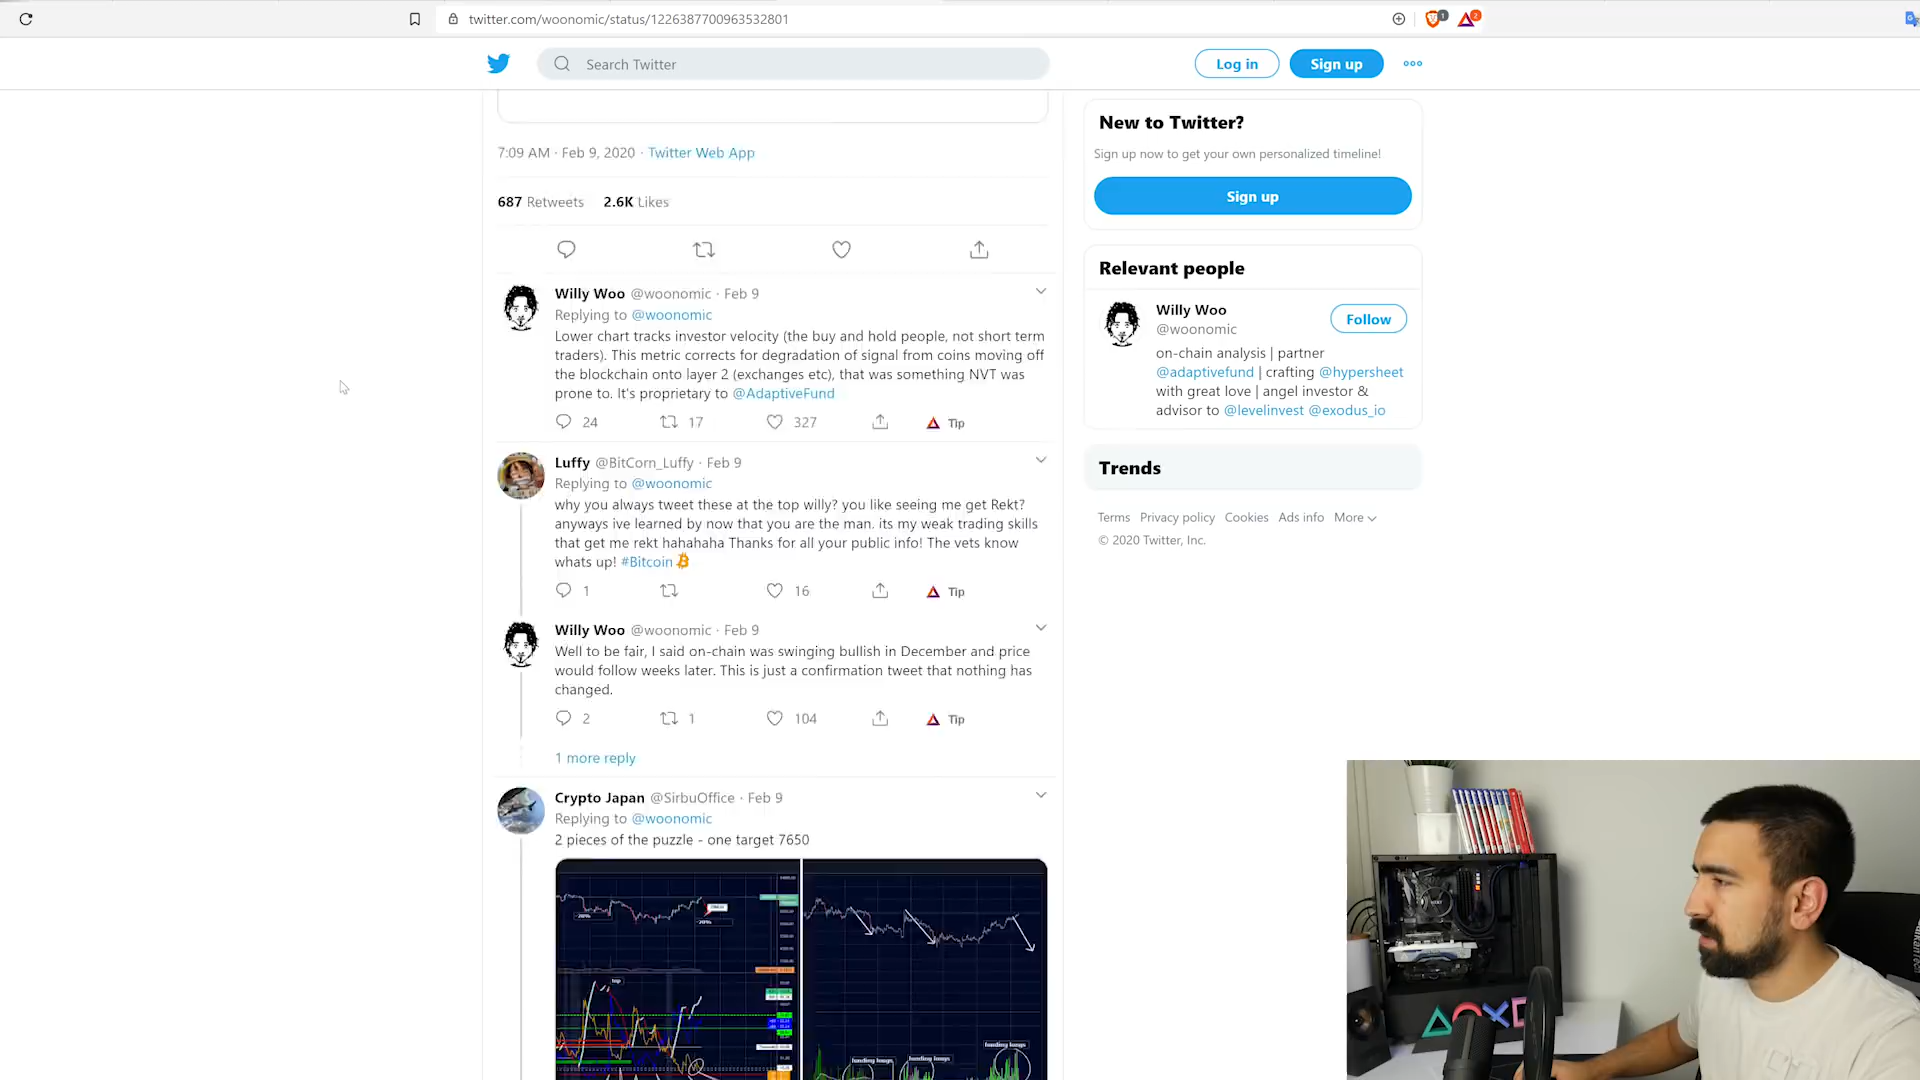 twitter.com/woonomic/status/1226387700963532801
1
2
Search Twitter
Log in
Sign up
7:09 AM · Feb 9, 2020 · Twitter Web App
687 Retweets 2.6K Likes
Willy Woo @woonomic · Feb 9
Replying to @woonomic
Lower chart tracks investor velocity (the buy and hold people, not short term
traders). This metric corrects for degradation of signal from coins moving off
the blockchain onto layer 2 (exchanges etc), that was something NVT was
prone to. It's proprietary to @AdaptiveFund
24 17 327 Tip
Luffy @BitCorn_Luffy · Feb 9
Replying to @woonomic
why you always tweet these at the top willy? you like seeing me get Rekt?
anyways ive learned by now that you are the man. its my weak trading skills
that get me rekt hahahaha Thanks for all your public info! The vets know
whats up! #Bitcoin
1 16 Tip
Willy Woo @woonomic · Feb 9
Well to be fair, I said on-chain was swinging bullish in December and price
would follow weeks later. This is just a confirmation tweet that nothing has
changed.
2 1 104 Tip
1 more reply
Crypto Japan @SirbuOffice · Feb 9
Replying to @woonomic
2 pieces of the puzzle - one target 7650
-20%
-20%
top
funding longs
funding longs
funding longs
New to Twitter?
Sign up now to get your own personalized timeline!
Sign up
Relevant people
Willy Woo
@woonomic
Follow
on-chain analysis | partner
@adaptivefund | crafting @hypersheet
with great love | angel investor &
advisor to @levelinvest @exodus_io
Trends
Terms Privacy policy Cookies Ads info More
© 2020 Twitter, Inc.